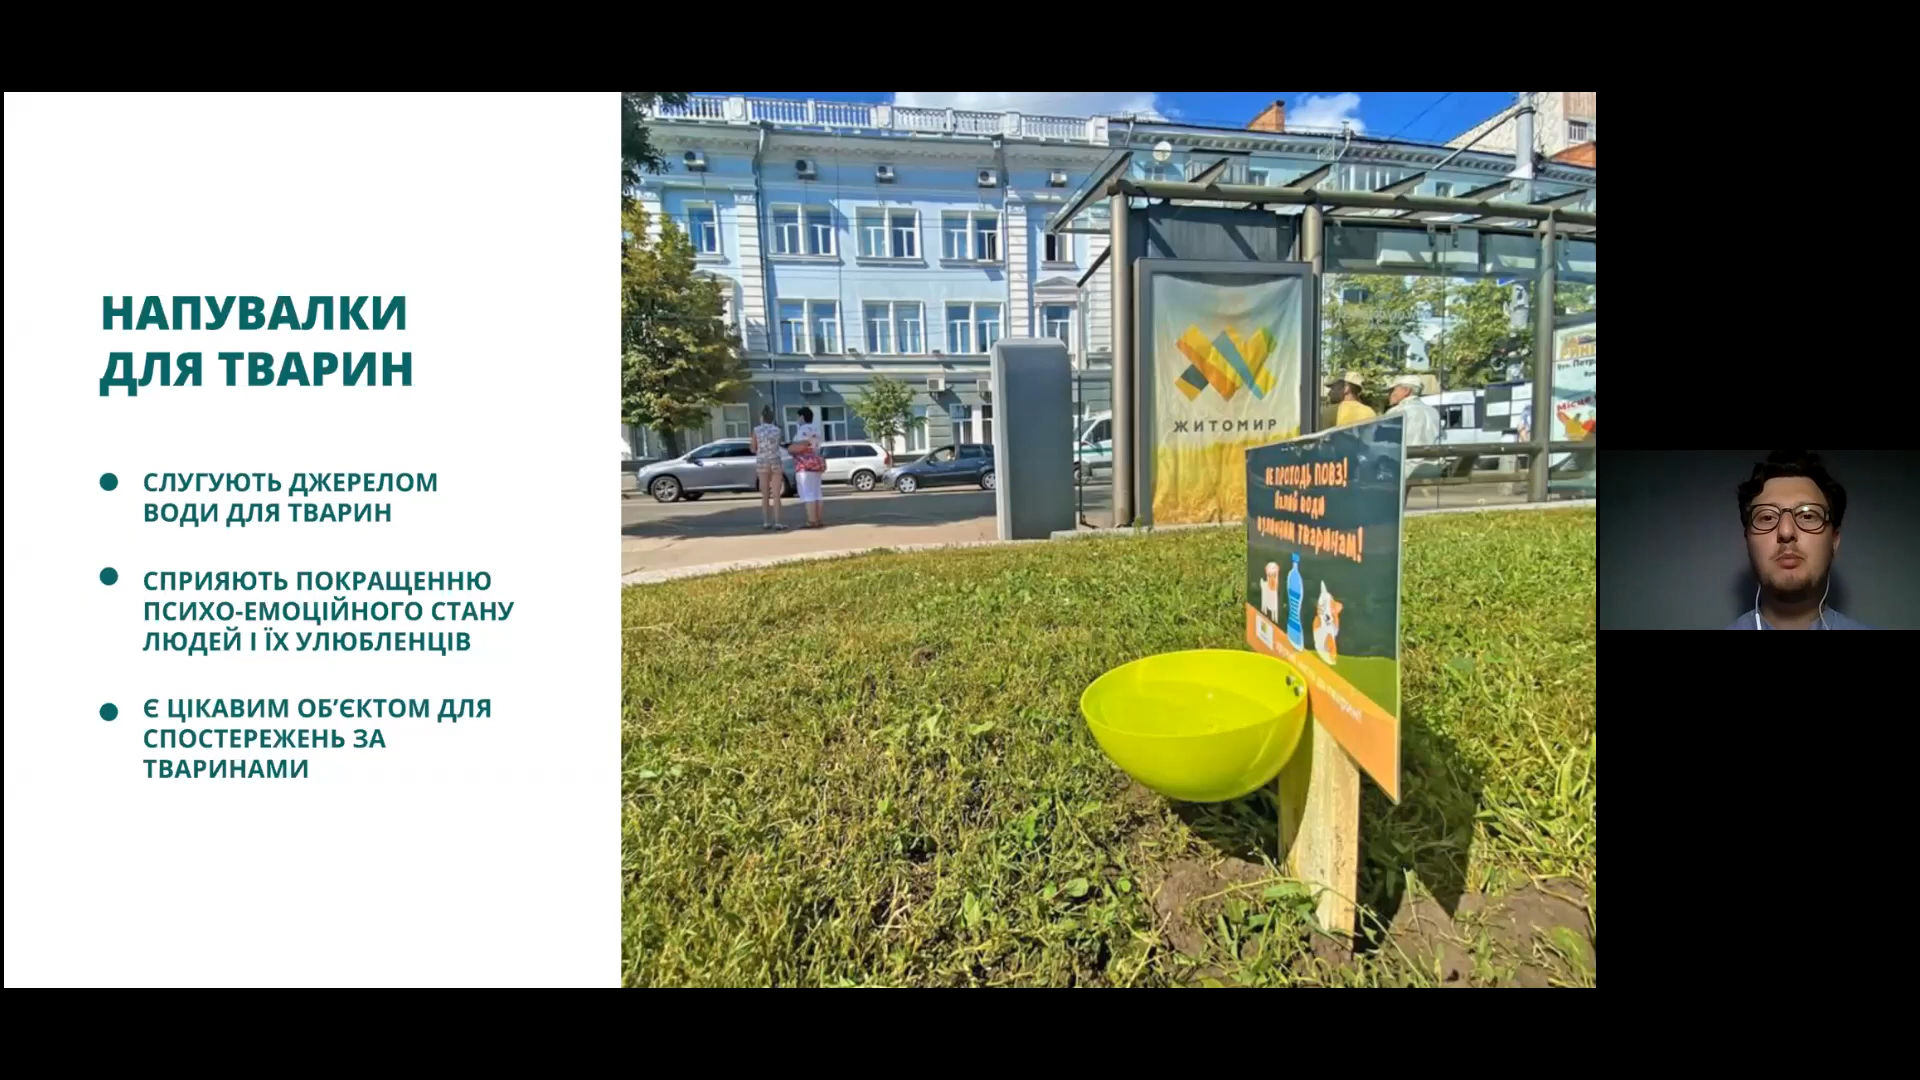 НАПУВАЛКИ
ДЛЯ ТВАРИН
СЛУГУЮТЬ ДЖЕРЕЛОМ
ВОДИ ДЛЯ ТВАРИН
СПРИЯЮТЬ ПОКРАЩЕННЮ
ПСИХО-ЕМОЦІЙНОГО СТАНУ
ЛЮДЕЙ І ЇХ УЛЮБЛЕНЦІВ
Є ЦІКАВИМ ОБ’ЄКТОМ ДЛЯ
СПОСТЕРЕЖЕНЬ ЗА
ТВАРИНАМИ
ЖИТОМИР
НЕ ПРОХОДЬ ПОВЗ!
Налий води
вуличним тваринам!
Місце